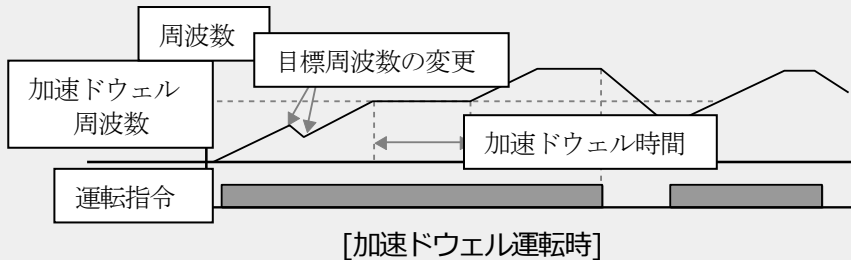 周波数
目標周波数の変更
加速ドウェル
周波数
加速ドウェル時間
運転指令
[加速ドウェル運転時]